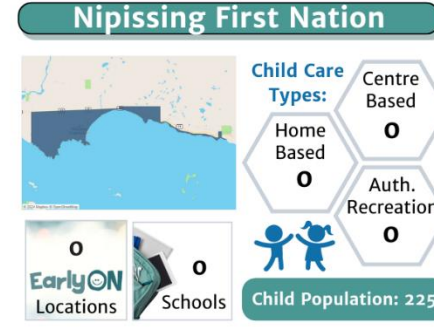 Nipissing First Nation
Child Care
Types:
Centre
Based
0
Home
Based
0
Auth.
Recreation
0
0
EarlyON
Locations
0
Schools
Child Population: 225